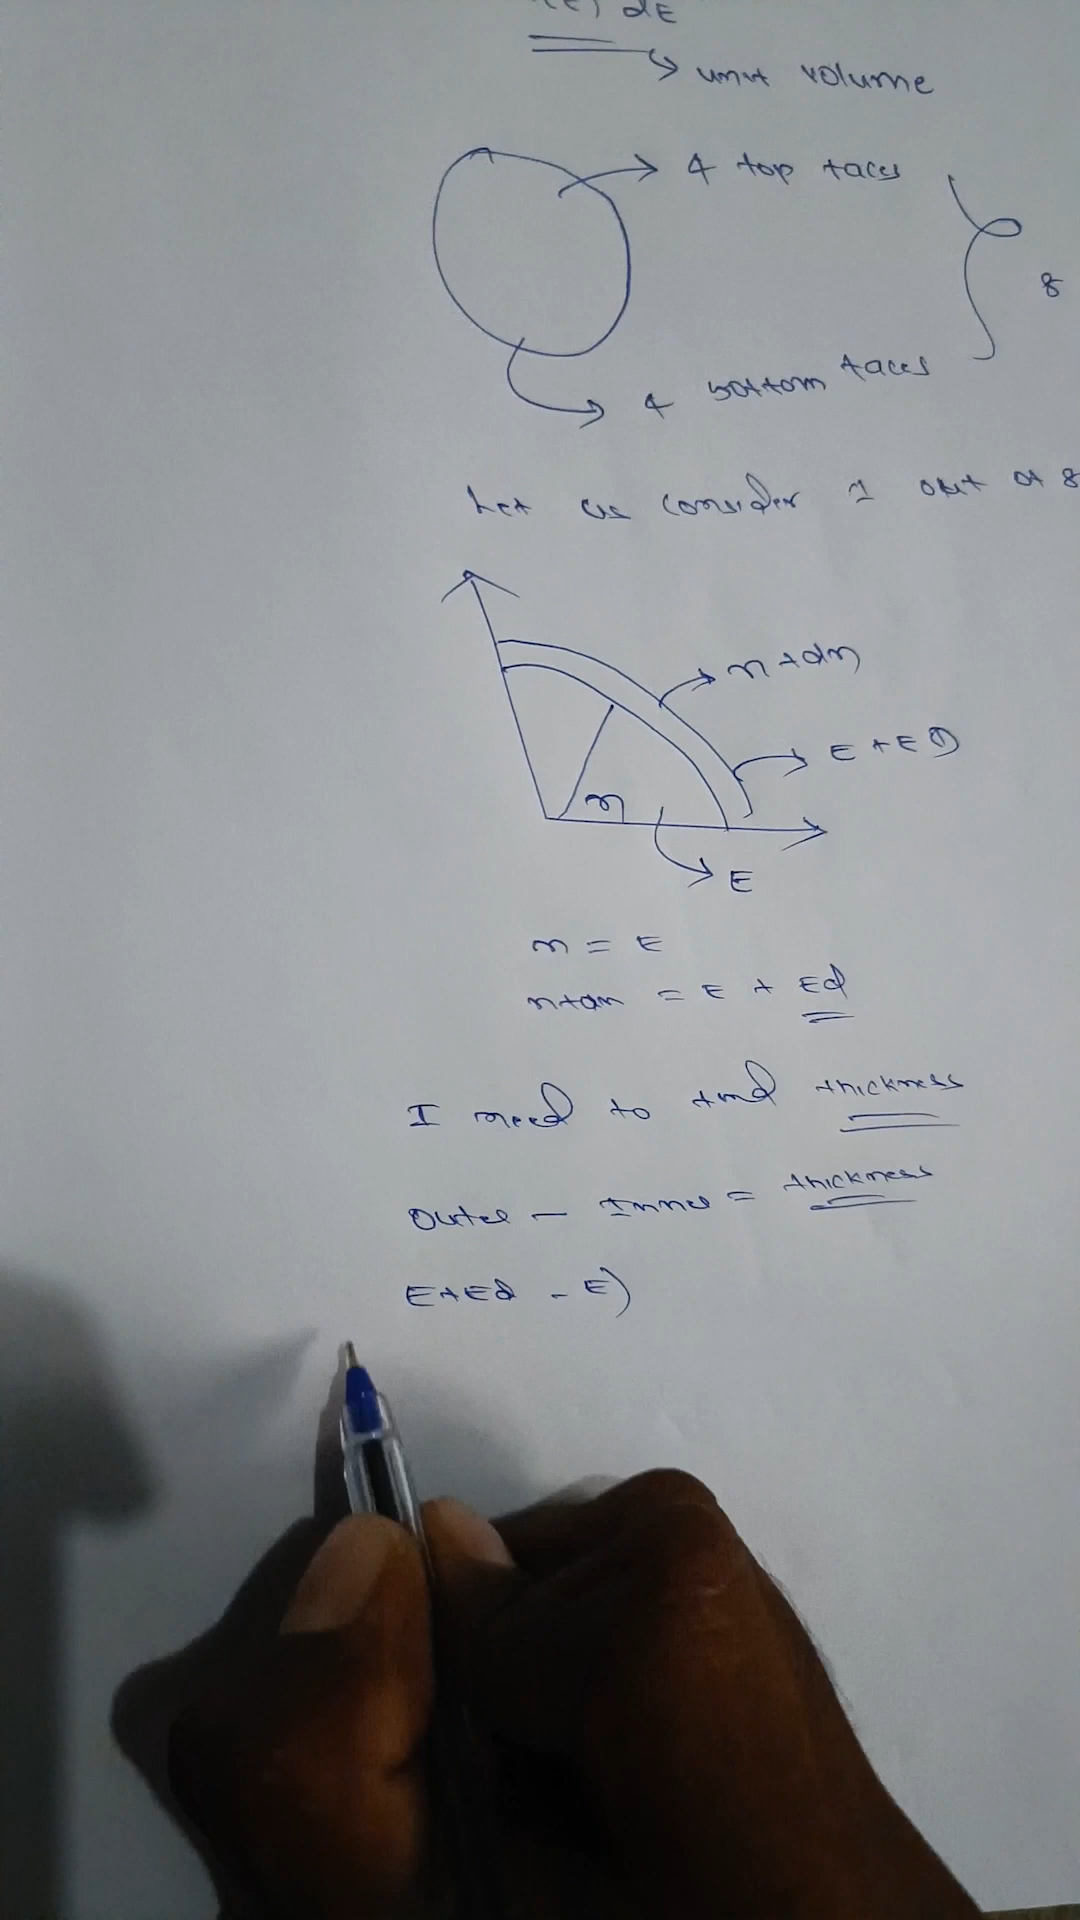 dE
unit volume
4 top faces
8
4 bottom faces
Let us consider 1 out of 8
n+dn
E+Ed
n
E
n = E
n+dn = E + Ed
I need to find thickness
Outer - Inner = thickness
E+Ed - E)